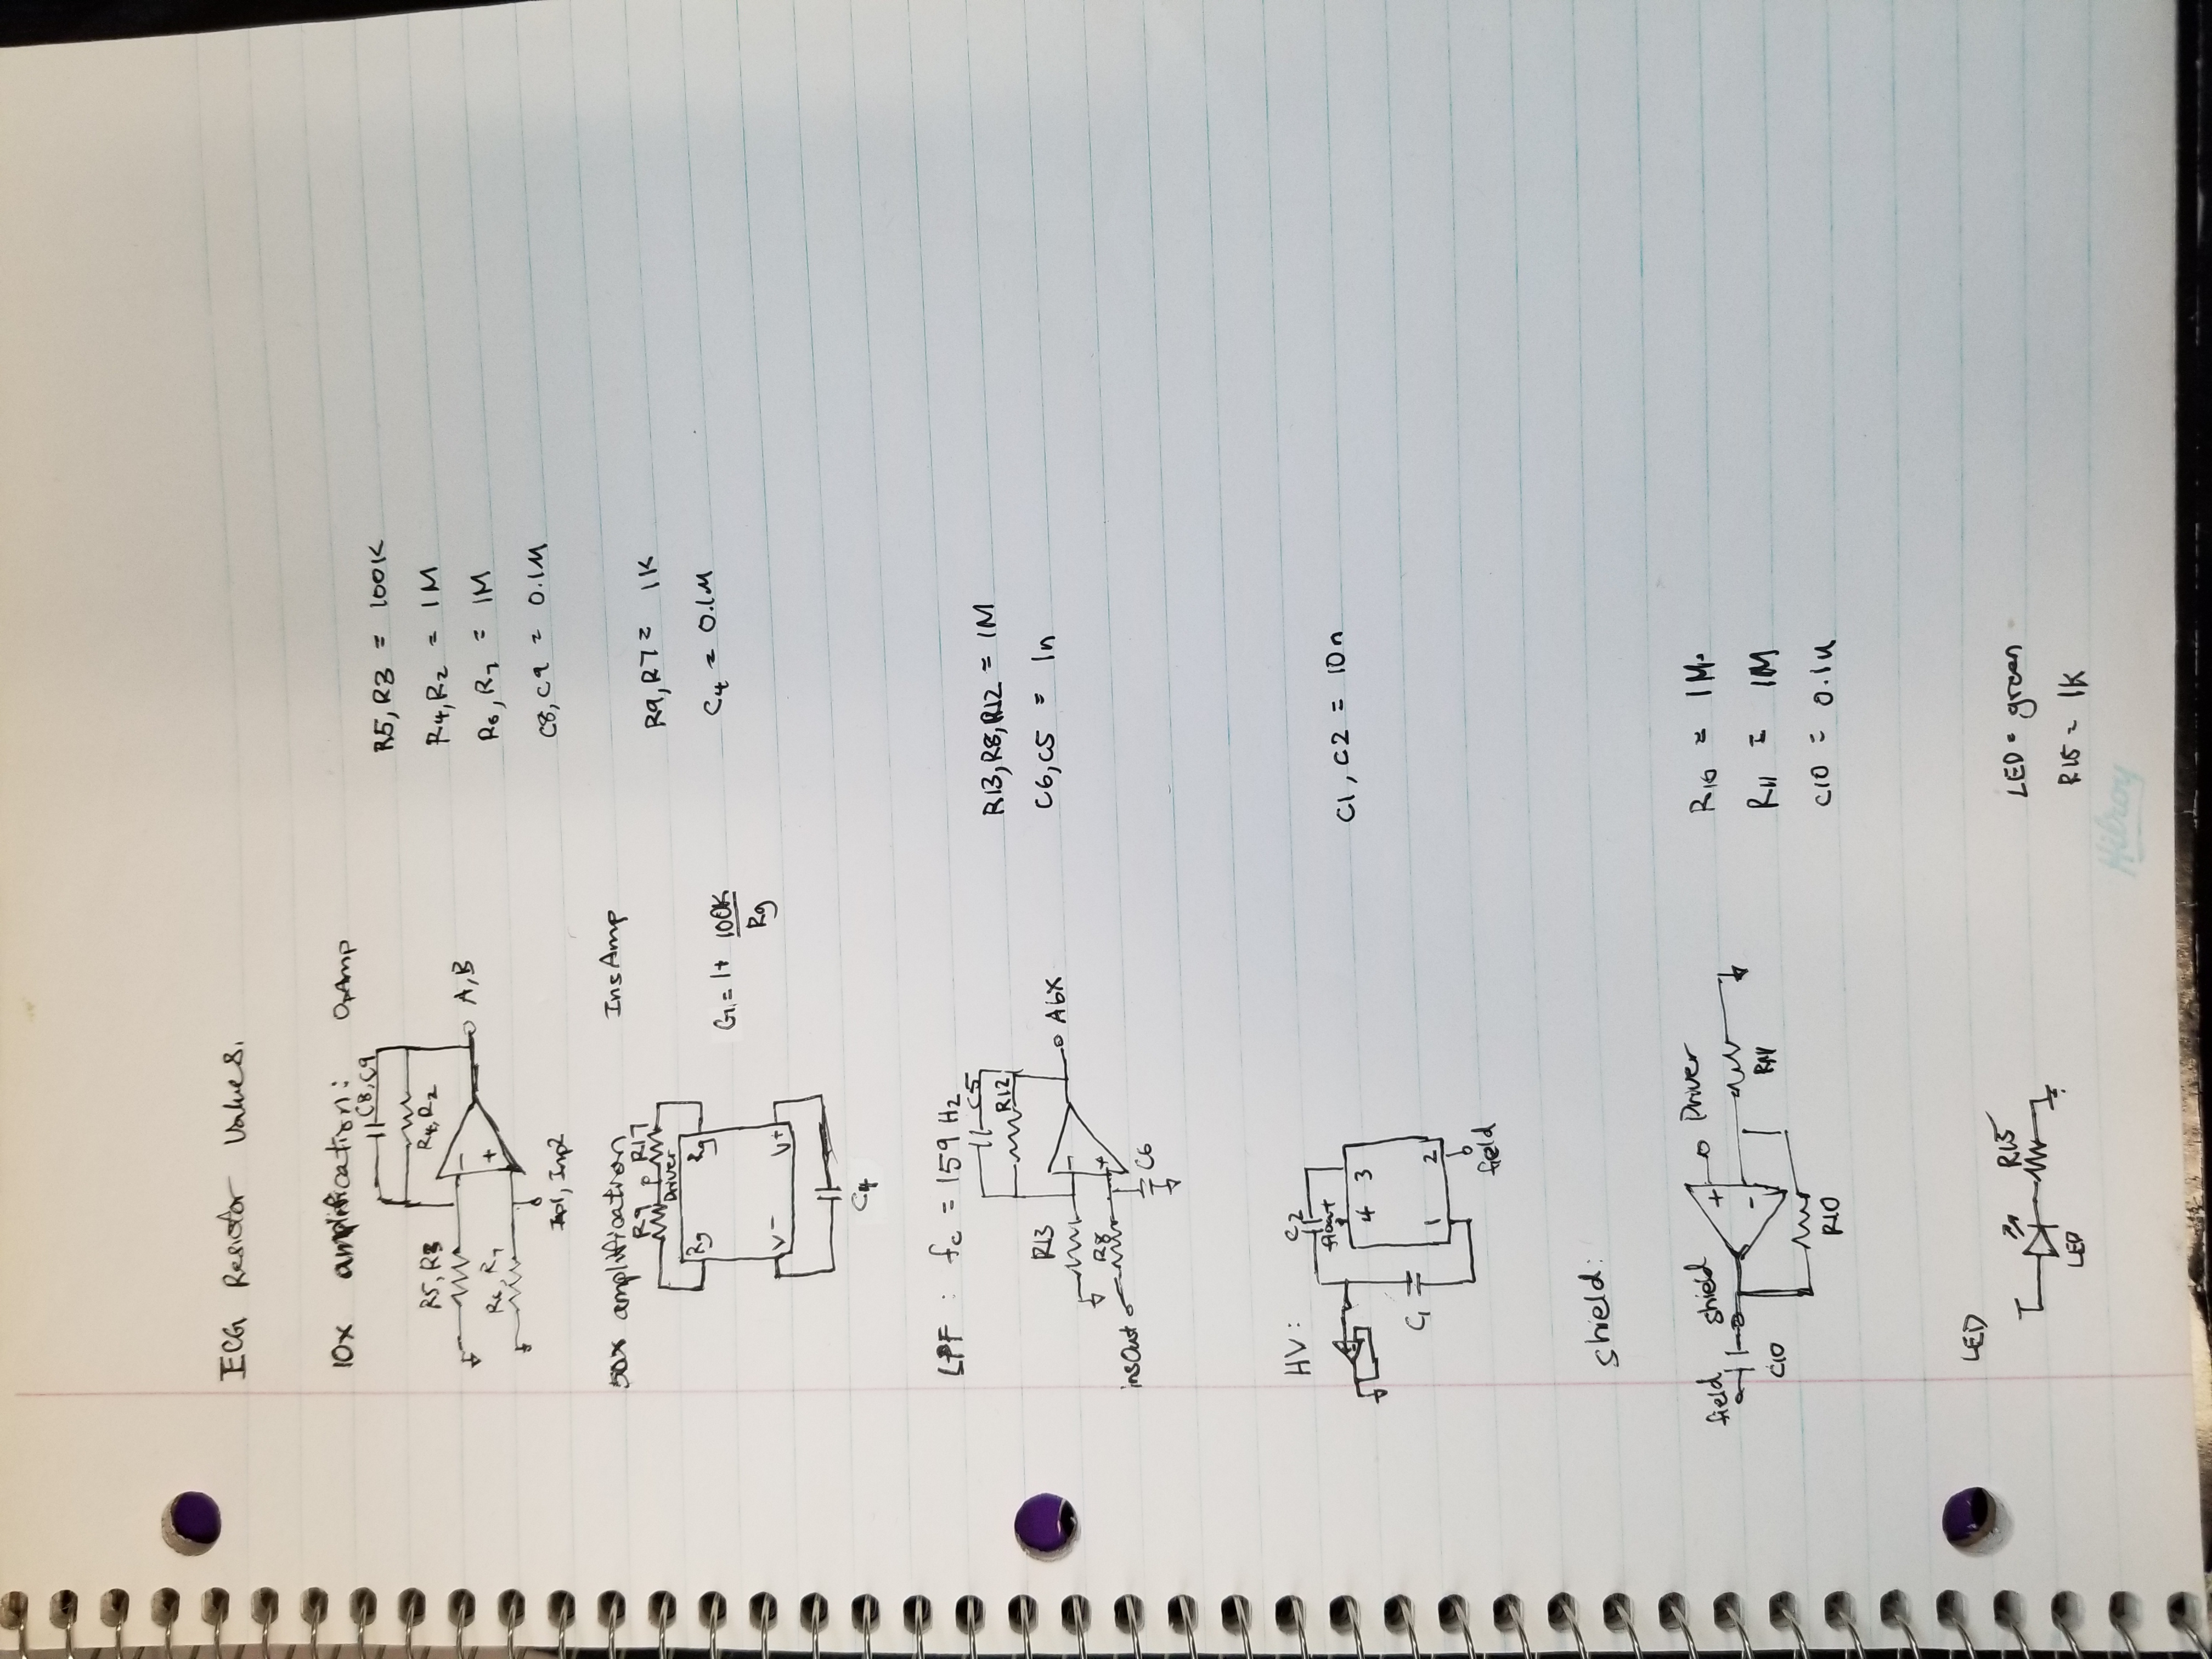 ECG Resistor Values.
10x amplification: OpAmp
C8, C9
R4, R2
R5, R3
A, B
R6, R7
Inp1, Inp2
R5, R3 = 100K
R4, R2 = 1M
R6, R7 = 1M
C8, C9 = 0.1M
50x amplification InsAmp
R9 R17
Driver
Rg Rg
V- V+
C4
G = 1+ 100K
Rg
R9, R7 = 1K
C4 = 0.1M
LPF : fc = 159 Hz
C5
R12
R13
- AbX
R8 +
insOut
C6
R13, R8, R12 = 1M
C6, C5 = 1n
HV:
C2
float
4 3
C1
1 2
field
C1, C2 = 10n
Shield:
field shield + Driver
-
C10 R11
R10
R10 = 1M
R11 = 1M
C10 = 0.1u
LED
R15
LED
LED = green
R15 = 1K
Hilroy